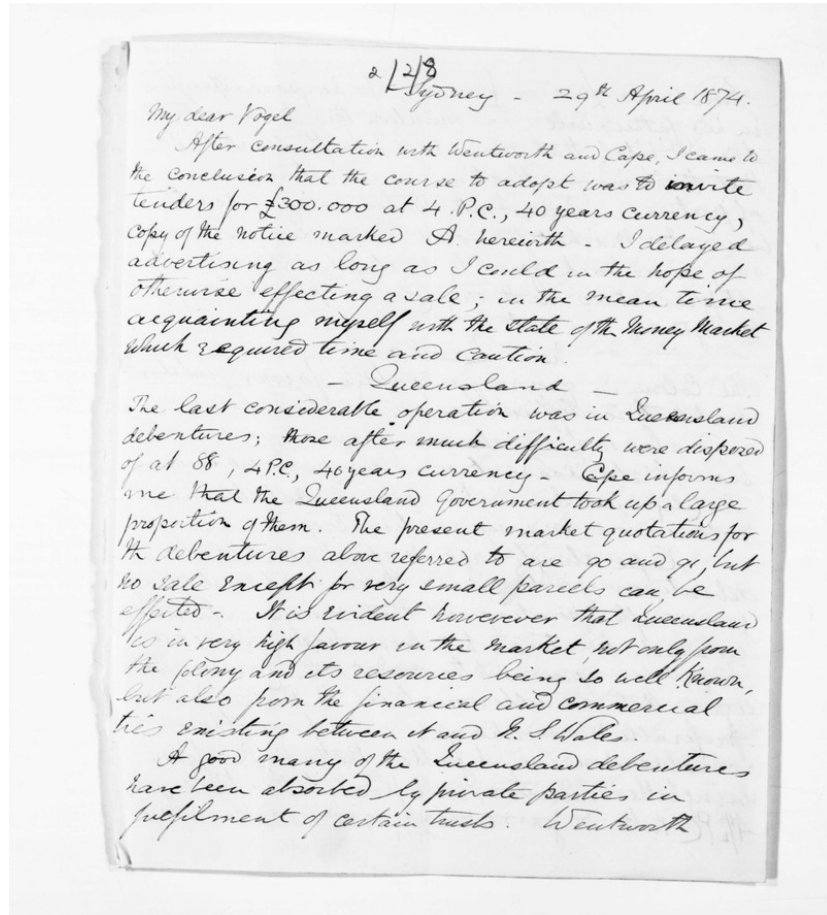 2/2/8
Sydney - 29th April 1874.
My dear Vogel
After consultation with Wentworth and Cape, I came to
the conclusion that the course to adopt was to invite
tenders for £300.000 at 4. P.C., 40 years currency,
copy of the notice marked A. herewith - I delayed
advertising as long as I could in the hope of
otherwise effecting a sale; in the mean time
acquainting myself with the state of the Money Market
which required time and caution.
- Queensland -
The last considerable operation was in Queensland
debentures; those after much difficulty were disposed
of at 88, 4 P.C., 40 years currency - Cape informs
me that the Queensland Government took up a large
proportion of them. The present market quotations for
the debentures above referred to are 90 and 91, but
no sale except for very small parcels can be
effected - It is evident howerever that Queensland
is in very high favour in the market, not only from
the Colony and its resources being so well known,
but also from the financial and commercial
ties existing between it and N. S. Wales.
A good many of the Queensland debentures
have been absorbed by private parties in
fulfilment of certain trusts. Wentworth